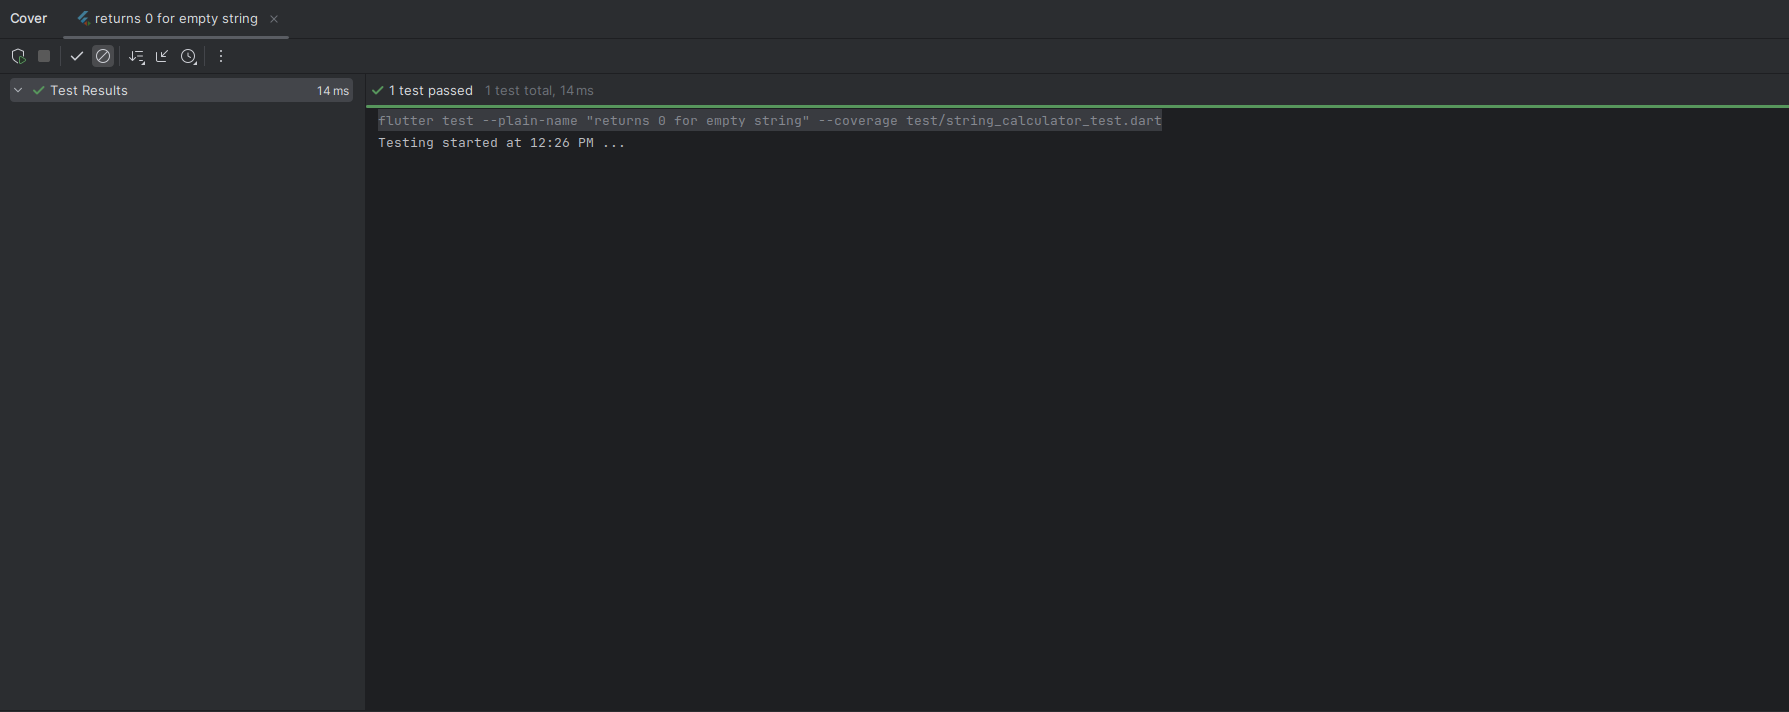 Cover returns 0 for empty string
Test Results 14 ms
1 test passed 1 test total, 14 ms
flutter test --plain-name "returns 0 for empty string" --coverage test/string_calculator_test.dart
Testing started at 12:26 PM ...